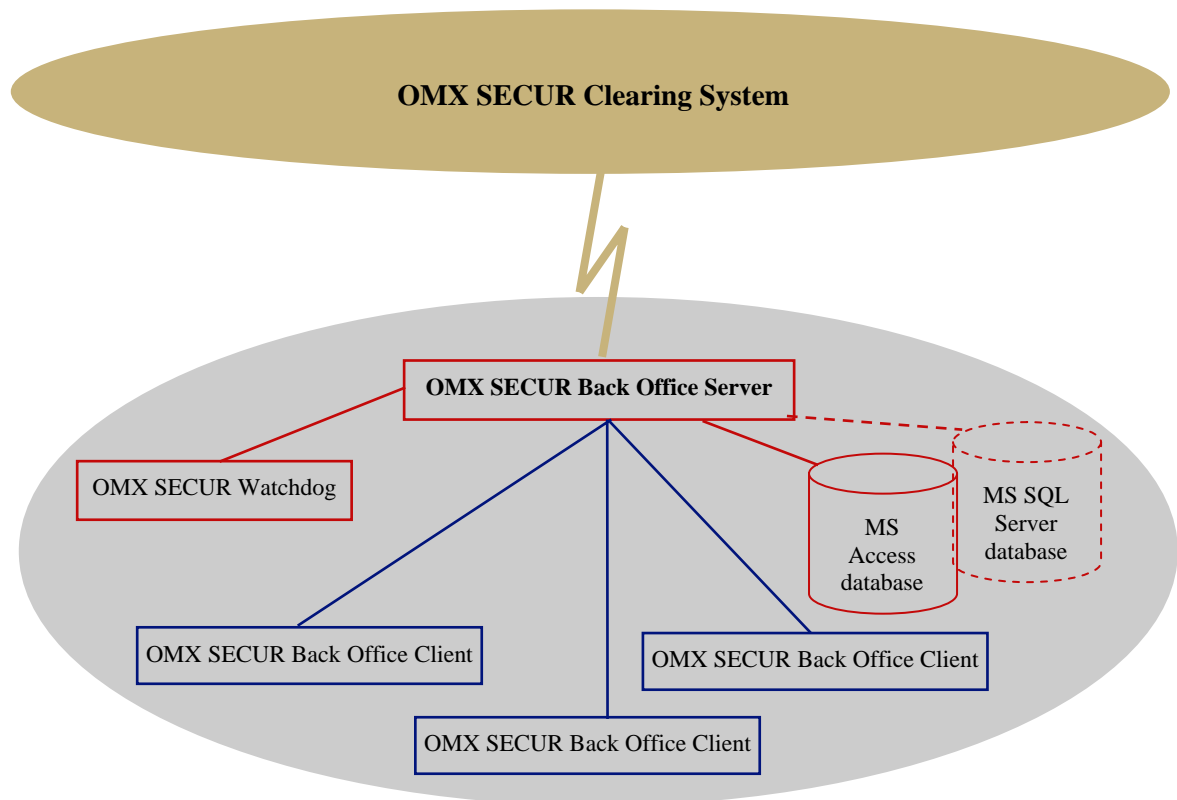 OMX SECUR Clearing System
OMX SECUR Back Office Server
OMX SECUR Watchdog
MS SQL
Server
database
MS
Access
database
OMX SECUR Back Office Client
OMX SECUR Back Office Client
OMX SECUR Back Office Client